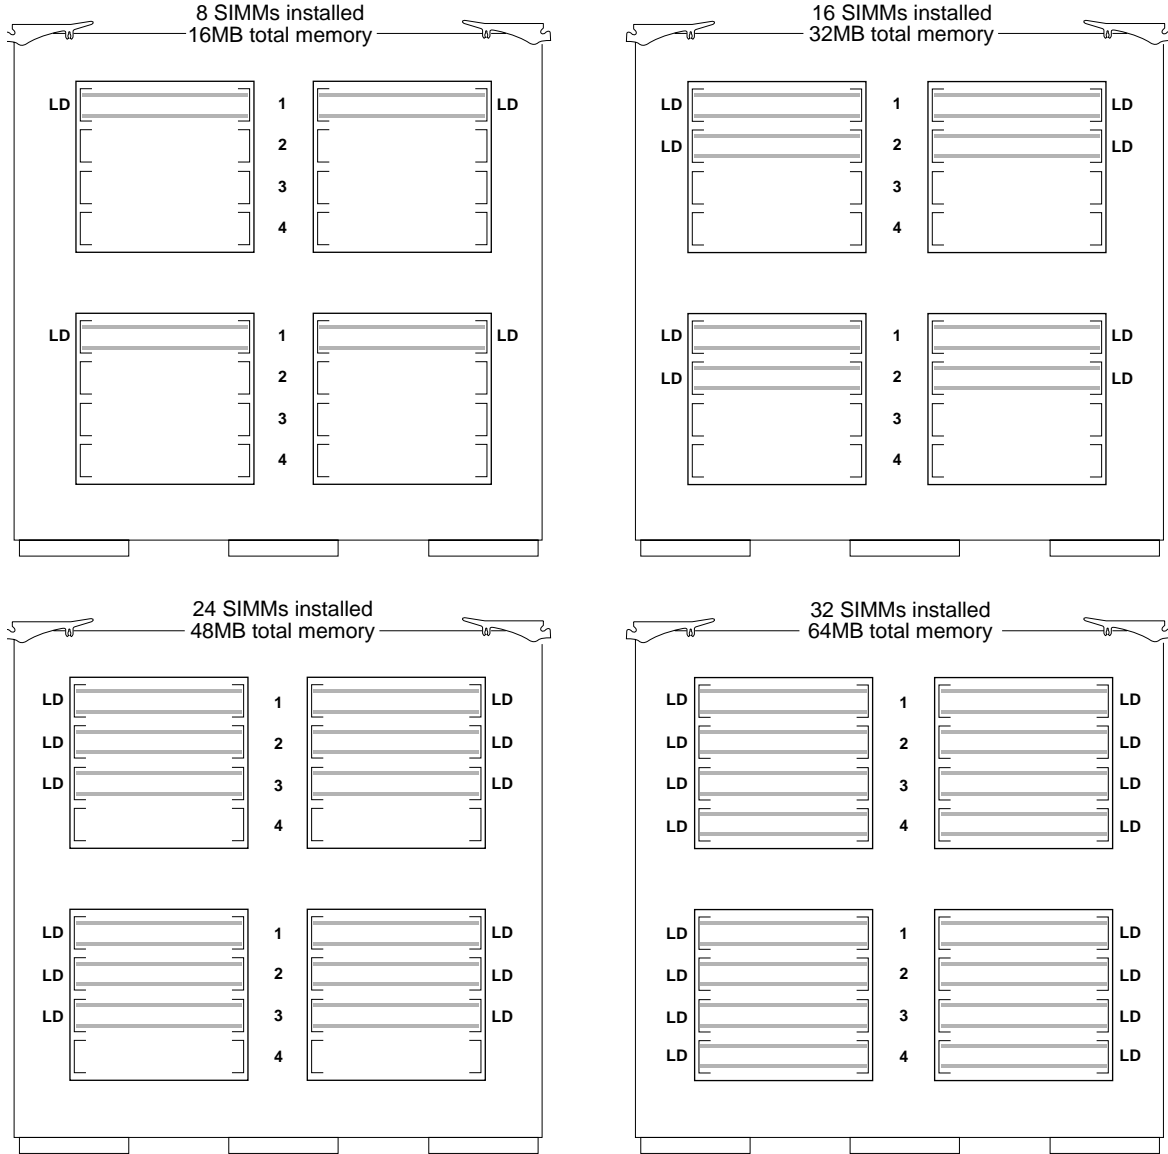 8 SIMMs installed
16MB total memory
LD 1 LD
2
3
4
LD 1 LD
2
3
4
16 SIMMs installed
32MB total memory
LD 1 LD
LD 2 LD
3
4
LD 1 LD
LD 2 LD
3
4
24 SIMMs installed
48MB total memory
LD 1 LD
LD 2 LD
LD 3 LD
4
LD 1 LD
LD 2 LD
LD 3 LD
4
32 SIMMs installed
64MB total memory
LD 1 LD
LD 2 LD
LD 3 LD
LD 4 LD
LD 1 LD
LD 2 LD
LD 3 LD
LD 4 LD